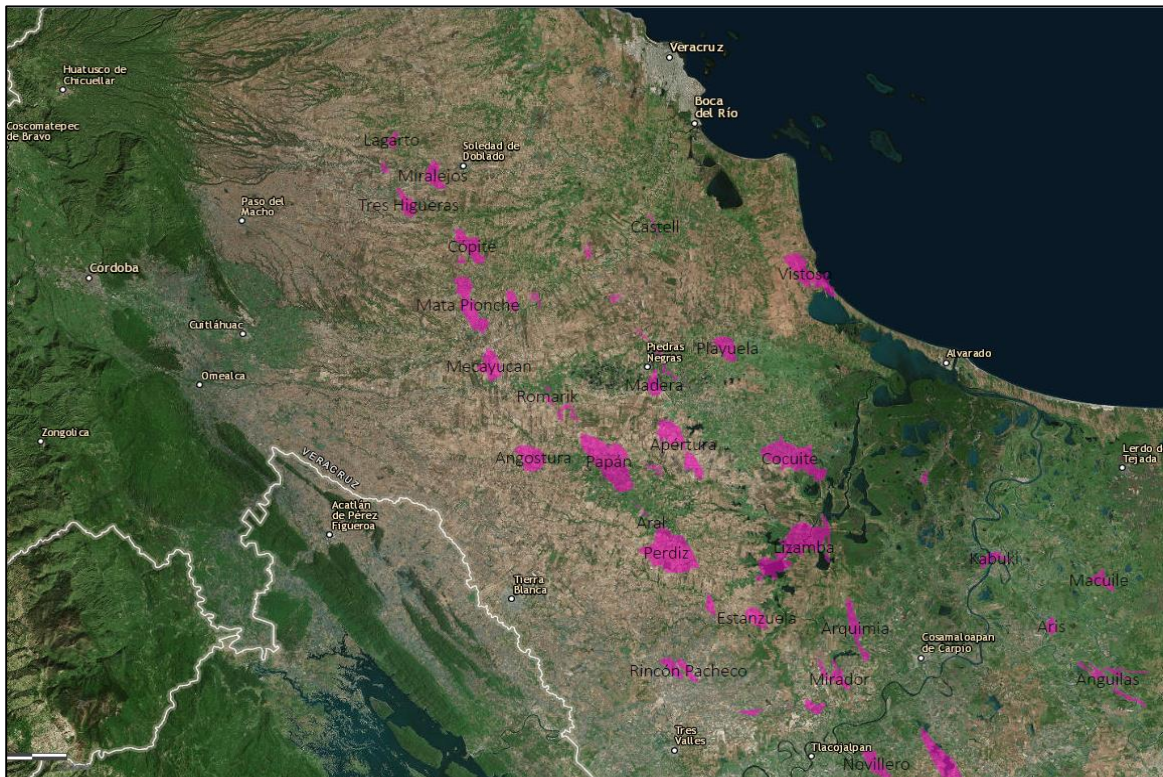 Veracruz
Huatusco de
Chicuellar
Boca
del Río
Coscomatepec
de Bravo
Lagarto
Soledad de
Doblado
Miralejos
Paso del
Macho
Tres Higueras
Castell
Copite
Córdoba
Vistoso
Mata Pionche
Cuitláhuac
Playuela
Piedras
Negras
Alvarado
Mecayucan
Omealca
Madera
Romarik
Zongolica
Apertura
Angostura
Papán
Cocuite
Lerdo de
Tejada
VERACRUZ
Acatlán
de Pérez
Figueroa
Aral
Perdiz
Lizamba
Kabuki
Tierra
Blanca
Macuile
Estanzuela
Arquimia
Aris
Cosamaloapan
de Carpio
Rincón Pacheco
Mirador
Anguilas
Tres
Valles
Tlacojalpan
Novillero